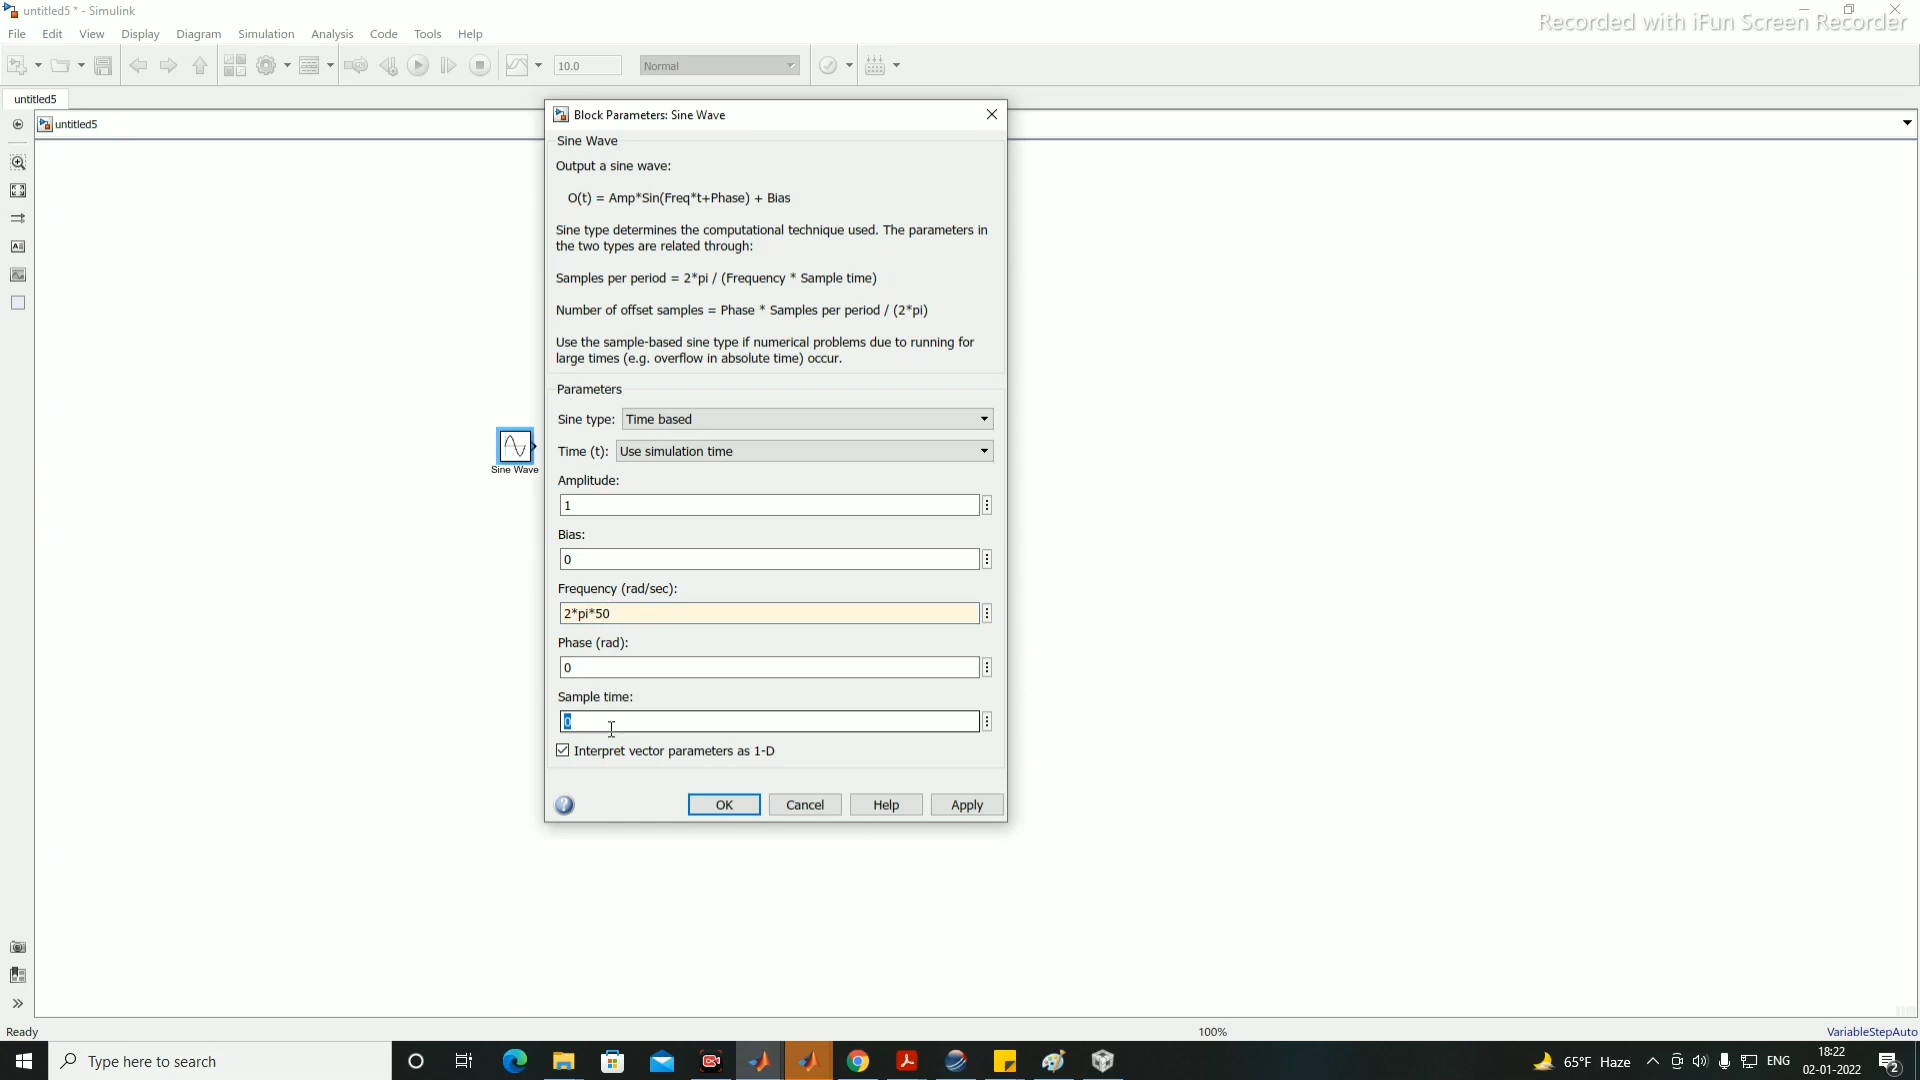 untitled5 * - Simulink
Recorded with iFun Screen Recorder
File Edit View Display Diagram Simulation Analysis Code Tools Help
10.0 Normal
untitled5
untitled5
Block Parameters: Sine Wave
Sine Wave
Output a sine wave:
O(t) = Amp*Sin(Freq*t+Phase) + Bias
Sine type determines the computational technique used. The parameters in
the two types are related through:
Samples per period = 2*pi / (Frequency * Sample time)
Number of offset samples = Phase * Samples per period / (2*pi)
Use the sample-based sine type if numerical problems due to running for
large times (e.g. overflow in absolute time) occur.
Parameters
Sine type: Time based
Time (t): Use simulation time
Amplitude:
1
Bias:
0
Frequency (rad/sec):
2*pi*50
Phase (rad):
0
Sample time:
0
Interpret vector parameters as 1-D
OK Cancel Help Apply
Sine Wave
Ready 100% VariableStepAuto
Type here to search
65°F Haze ENG 18:22
02-01-2022
2